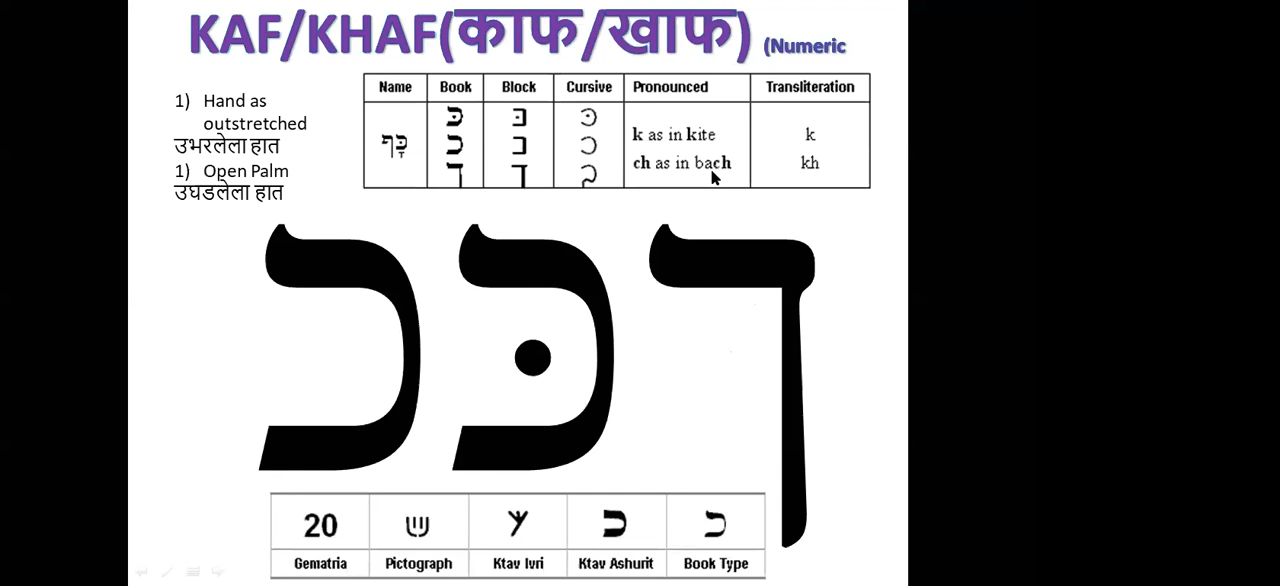 KAF/KHAF(काफ/खाफ) (Numeric
1) Hand as
outstretched
उभरलेला हात
1) Open Palm
उघडलेला हात
Name Book Block Cursive Pronounced Transliteration
כָּף
כּ כּ כּ
כ כ כ
ך ך ך
k as in kite k
ch as in bach kh
כ כּ ך
20 כ כ
Gematria Pictograph Ktav Ivri Ktav Ashurit Book Type